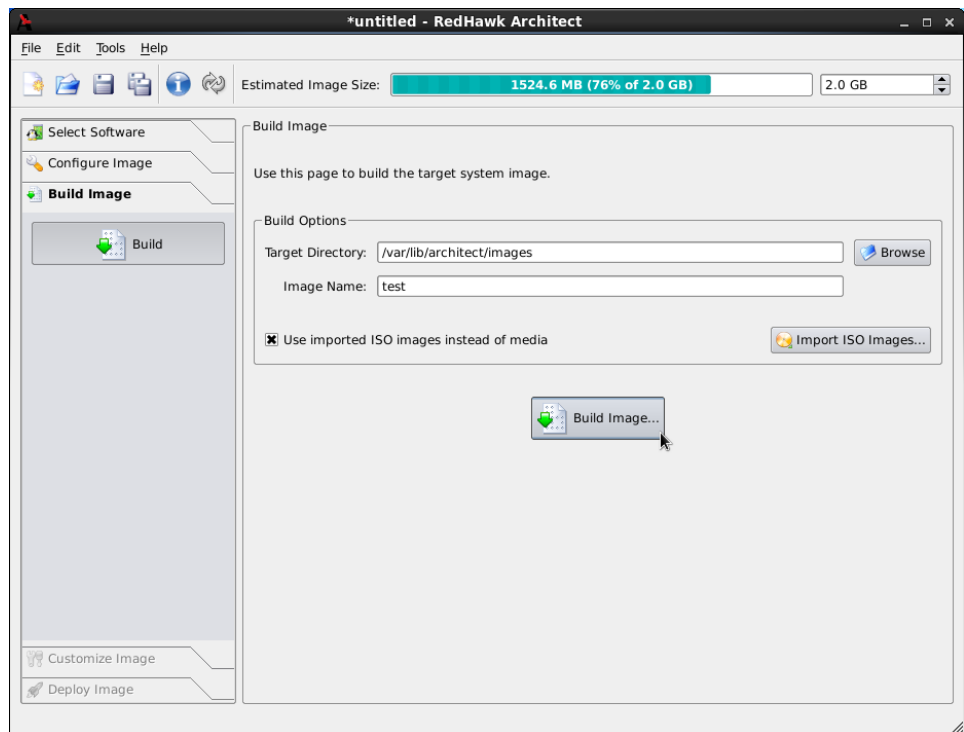 *untitled - RedHawk Architect
File Edit Tools Help
Estimated Image Size: 1524.6 MB (76% of 2.0 GB) 2.0 GB
Select Software
Configure Image
Build Image
Build
Customize Image
Deploy Image
Build Image
Use this page to build the target system image.
Build Options
Target Directory: /var/lib/architect/images Browse
Image Name: test
Use imported ISO images instead of media Import ISO Images...
Build Image...